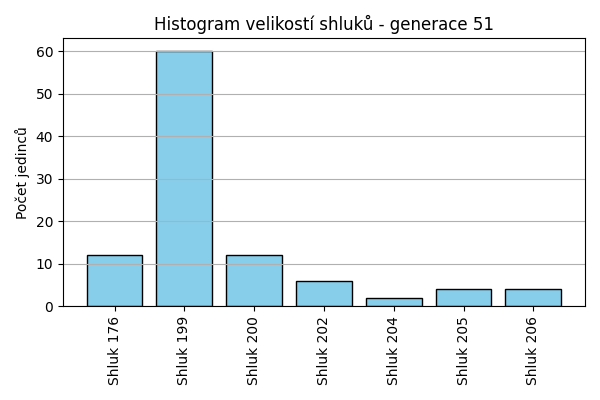 Histogram velikostí shluků - generace 51
Počet jedinců
60
50
40
30
20
10
0
Shluk 176
Shluk 199
Shluk 200
Shluk 202
Shluk 204
Shluk 205
Shluk 206